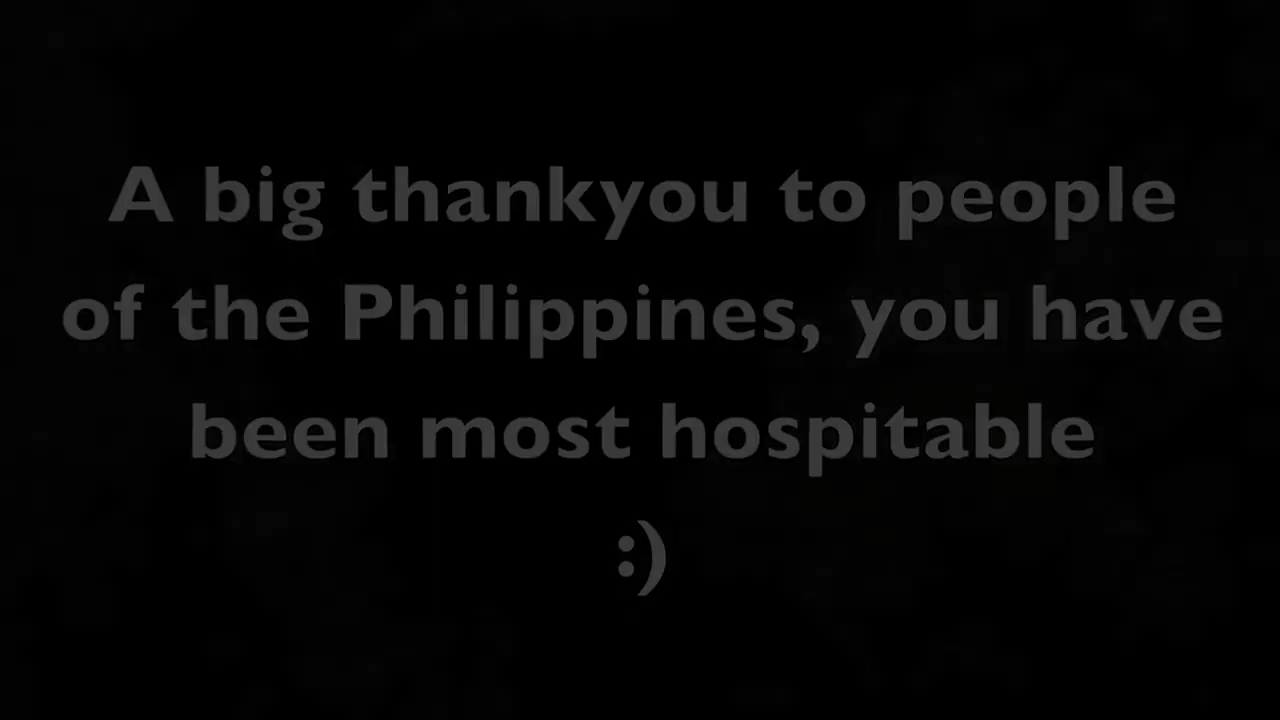 A big thankyou to people
of the Philippines, you have
been most hospitable
:)